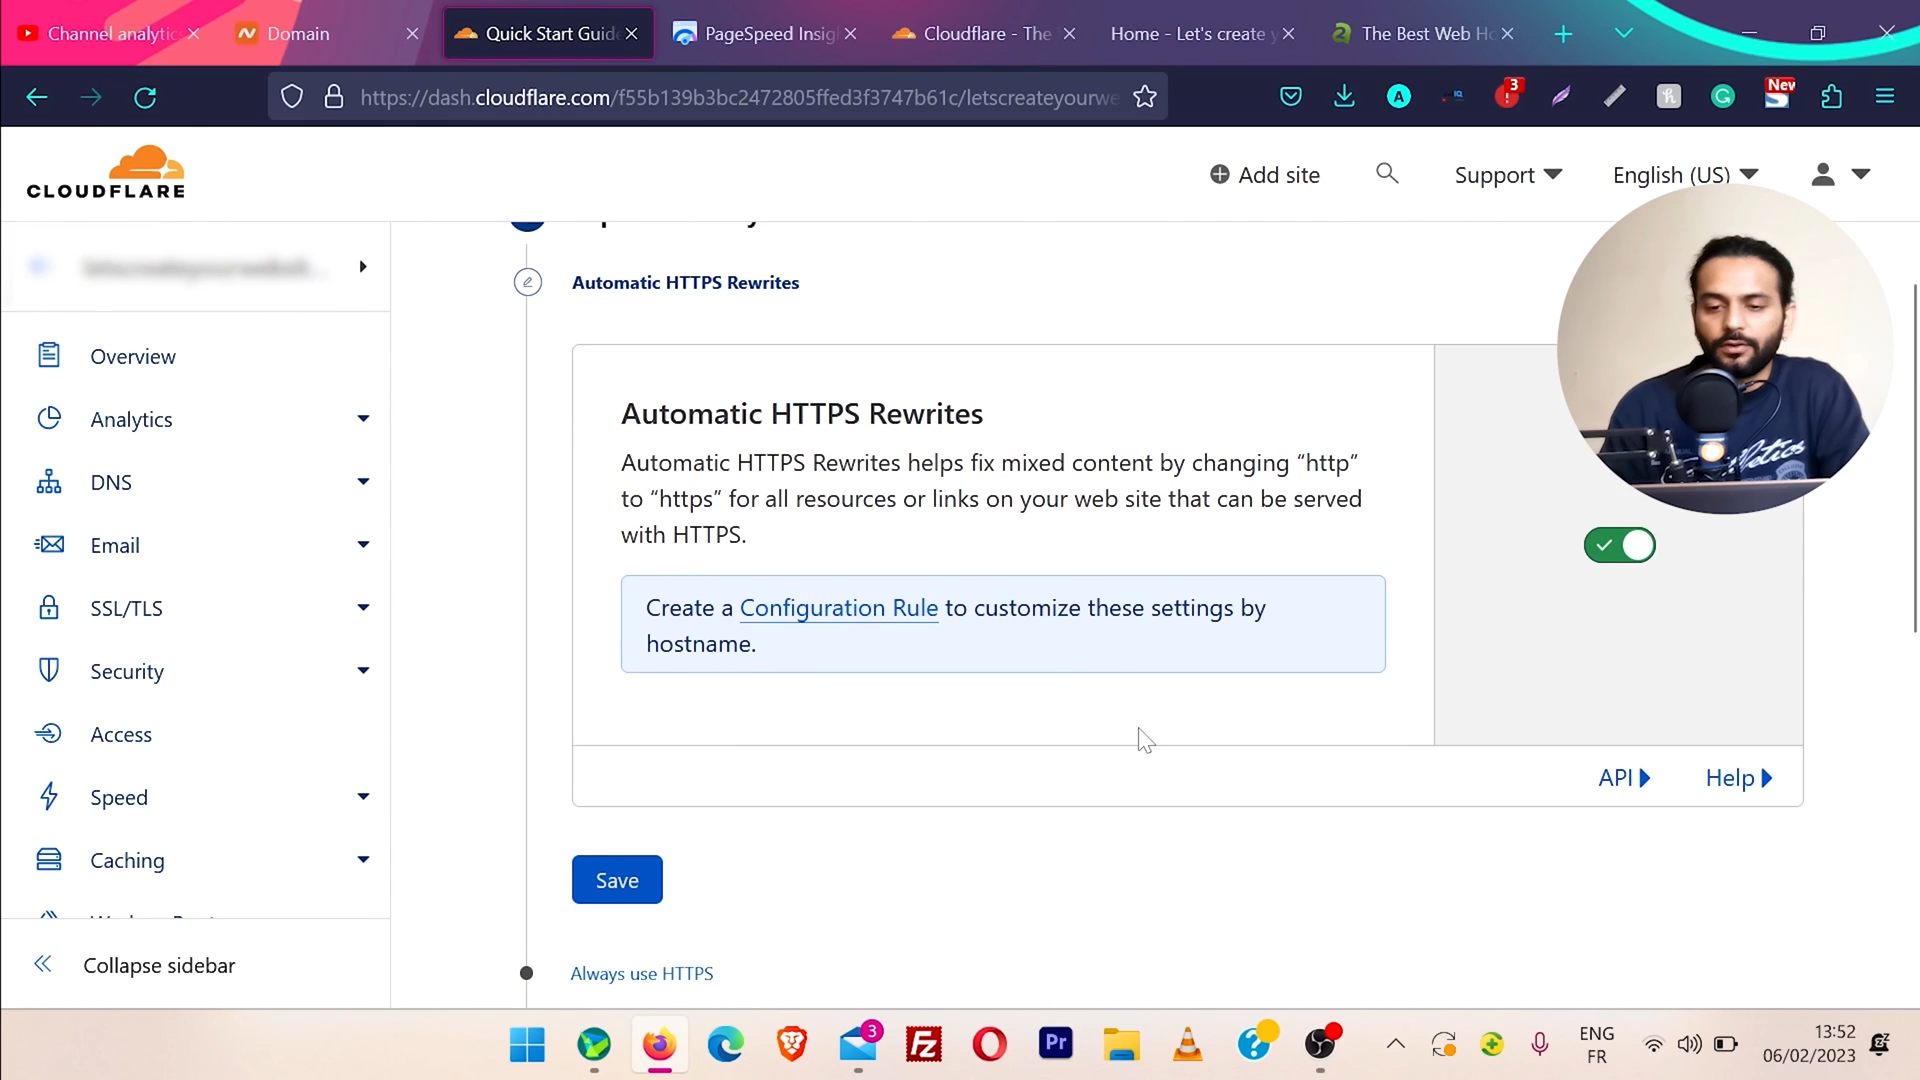 Channel analytic
Domain
Quick Start Guid
PageSpeed Insig
Cloudflare - The
Home - Let's create y
The Best Web Ho
https://dash.cloudflare.com/f55b139b3bc2472805ffed3f3747b61c/letscreateyourwe
3
New
CLOUDFLARE
Add site
Support
English (US)
Automatic HTTPS Rewrites
Overview
Analytics
DNS
Email
SSL/TLS
Security
Access
Speed
Caching
Collapse sidebar
Automatic HTTPS Rewrites
Automatic HTTPS Rewrites helps fix mixed content by changing “http”
to “https” for all resources or links on your web site that can be served
with HTTPS.
Create a Configuration Rule to customize these settings by
hostname.
API
Help
Save
Always use HTTPS
3
Pr
ENG
FR
13:52
06/02/2023